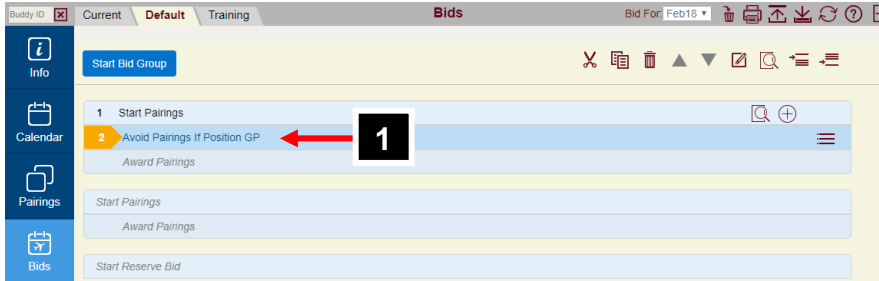 Buddy ID X Current Default Training Bids Bid For: Feb18
i
Info
Start Bid Group
Calendar
1 Start Pairings
2 Avoid Pairings If Position GP 1
Award Pairings
Pairings
Start Pairings
Award Pairings
Bids
Start Reserve Bid